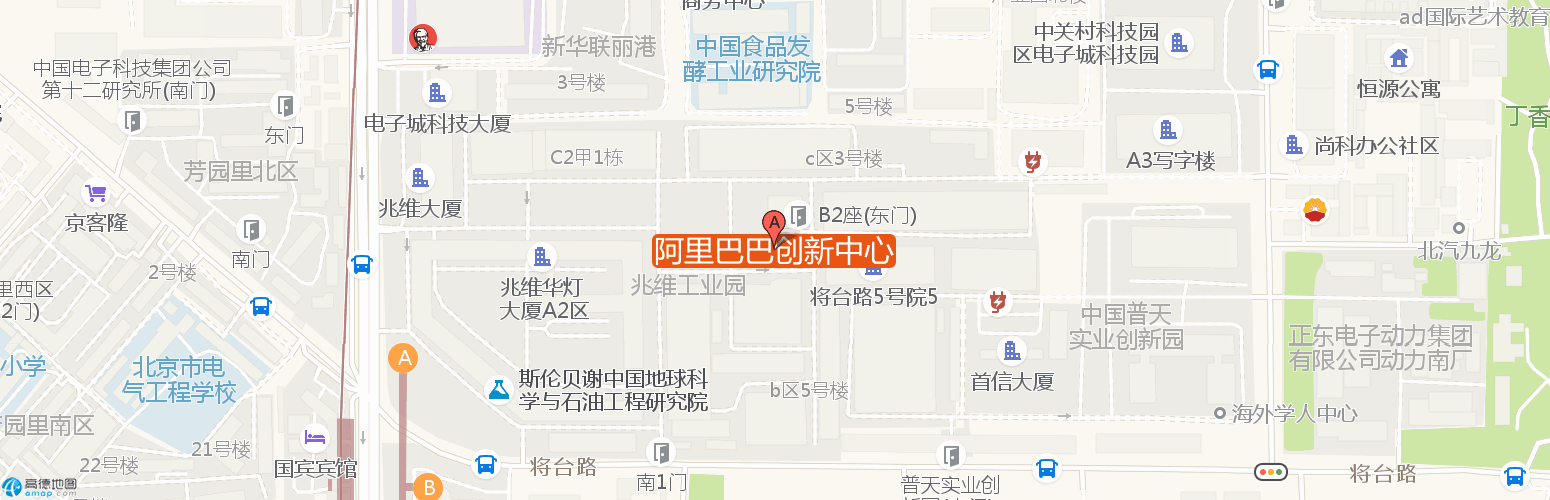 商务中心
ad国际艺术教育
中关村科技园
区电子城科技园
新华联丽港
中国食品发
酵工业研究院
中国电子科技集团公司
第十二研究所(南门)
3号楼
恒源公寓
5号楼
东门
电子城科技大厦
丁香
芳园里北区
C2甲1栋
c区3号楼
A3写字楼
尚科办公社区
京客隆
兆维大厦
A
B2座(东门)
阿里巴巴创新中心
北汽九龙
南门
2号楼
里西区
2门)
兆维华灯
大厦A2区
兆维工业园
将台路5号院5
中国普天
实业创新园
正东电子动力集团
有限公司动力南厂
小学
北京市电
气工程学校
A
斯伦贝谢中国地球科
学与石油工程研究院
首信大厦
b区5号楼
海外学人中心
芳园里南区
21号楼
22号楼
国宾宾馆
将台路
南1门
普天实业创
将台路
B
高德地图
amap.com